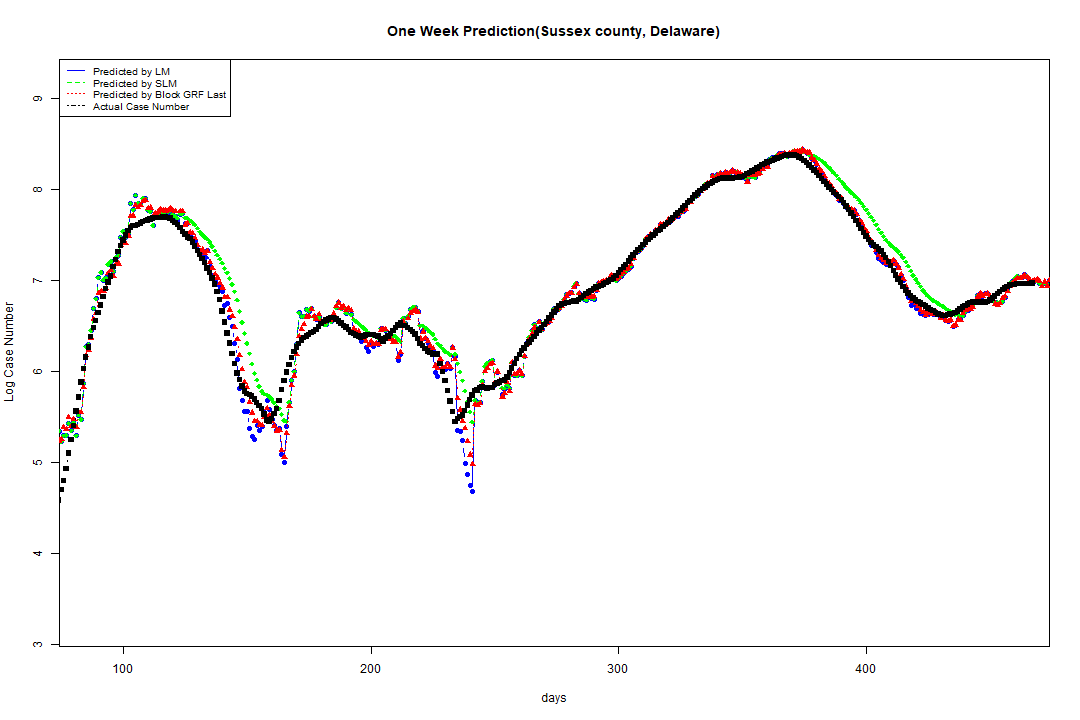 One Week Prediction(Sussex county, Delaware)
Predicted by LM
Predicted by SLM
Predicted by Block GRF Last
Actual Case Number
Log Case Number
9
8
7
6
5
4
3
100 200 300 400
days